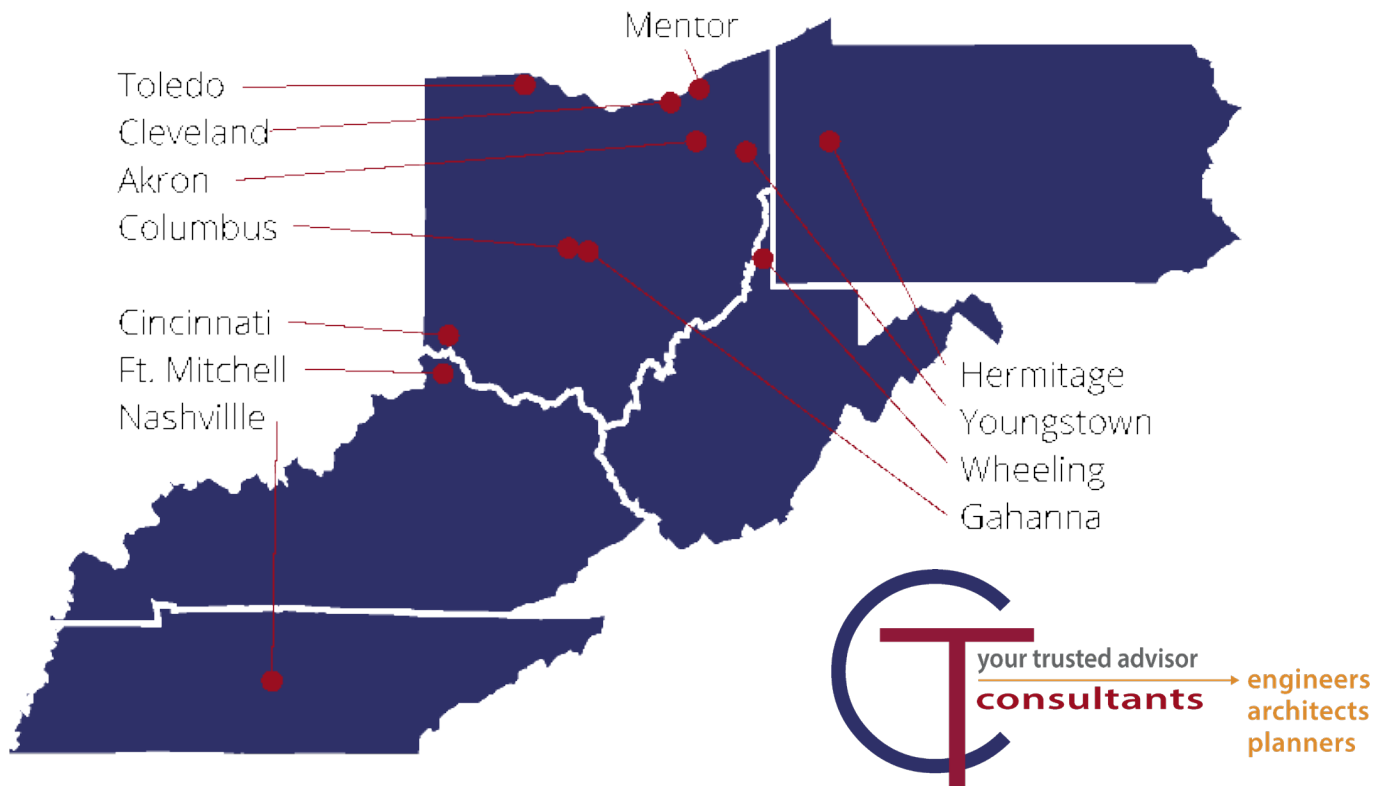 Mentor
Toledo
Cleveland
Akron
Columbus
Cincinnati
Ft. Mitchell
Nashvillle
Hermitage
Youngstown
Wheeling
Gahanna
CT
your trusted advisor
consultants
engineers
architects
planners